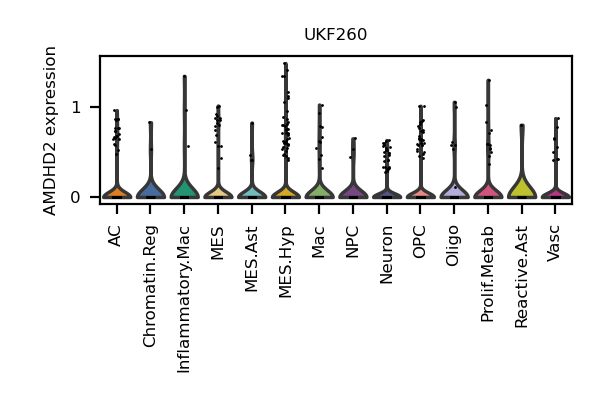 UKF260
AMDHD2 expression
1
0
AC
Chromatin.Reg
Inflammatory.Mac
MES
MES.Ast
MES.Hyp
Mac
NPC
Neuron
OPC
Oligo
Prolif.Metab
Reactive.Ast
Vasc